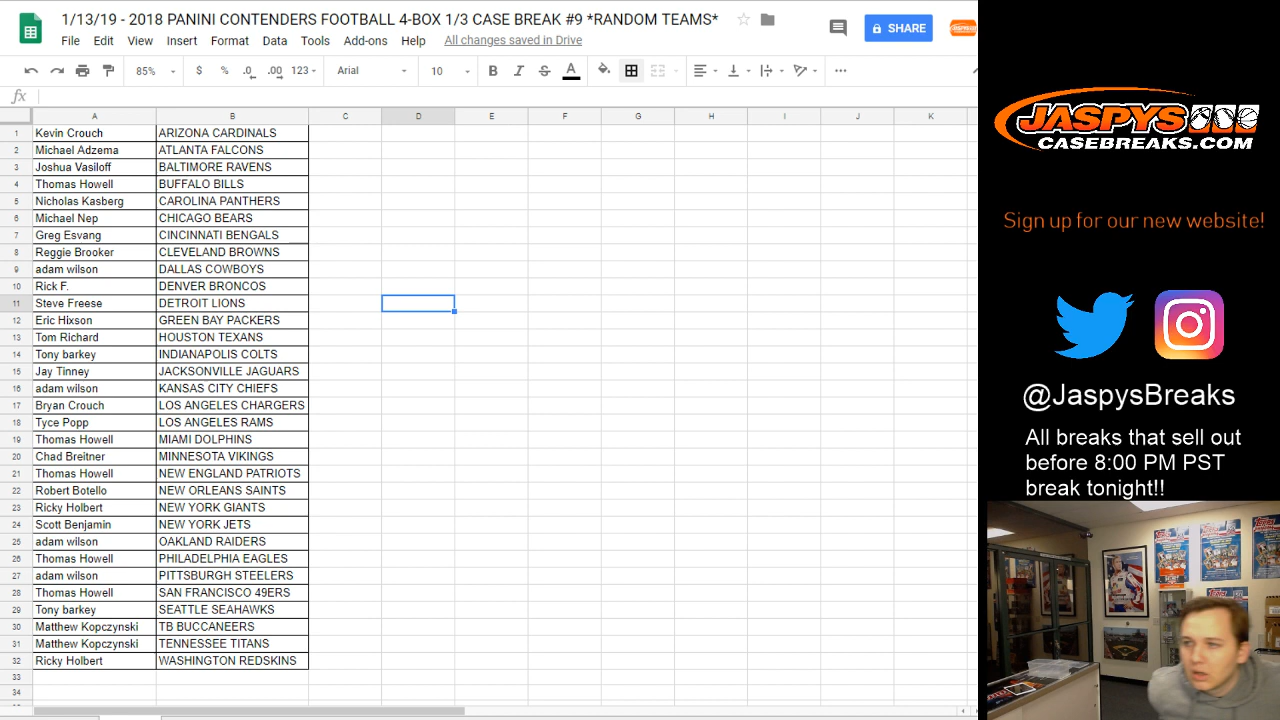 1/13/19 - 2018 PANINI CONTENDERS FOOTBALL 4-BOX 1/3 CASE BREAK #9 *RANDOM TEAMS*
File Edit View Insert Format Data Tools Add-ons Help All changes saved in Drive
SHARE
85% $ % .0 .00 123 Arial 10 B I S A
fx
A B C D E F G H I J K
1 Kevin Crouch ARIZONA CARDINALS
2 Michael Adzema ATLANTA FALCONS
3 Joshua Vasiloff BALTIMORE RAVENS
4 Thomas Howell BUFFALO BILLS
5 Nicholas Kasberg CAROLINA PANTHERS
6 Michael Nep CHICAGO BEARS
7 Greg Esvang CINCINNATI BENGALS
8 Reggie Brooker CLEVELAND BROWNS
9 adam wilson DALLAS COWBOYS
10 Rick F. DENVER BRONCOS
11 Steve Freese DETROIT LIONS
12 Eric Hixson GREEN BAY PACKERS
13 Tom Richard HOUSTON TEXANS
14 Tony barkey INDIANAPOLIS COLTS
15 Jay Tinney JACKSONVILLE JAGUARS
16 adam wilson KANSAS CITY CHIEFS
17 Bryan Crouch LOS ANGELES CHARGERS
18 Tyce Popp LOS ANGELES RAMS
19 Thomas Howell MIAMI DOLPHINS
20 Chad Breitner MINNESOTA VIKINGS
21 Thomas Howell NEW ENGLAND PATRIOTS
22 Robert Botello NEW ORLEANS SAINTS
23 Ricky Holbert NEW YORK GIANTS
24 Scott Benjamin NEW YORK JETS
25 adam wilson OAKLAND RAIDERS
26 Thomas Howell PHILADELPHIA EAGLES
27 adam wilson PITTSBURGH STEELERS
28 Thomas Howell SAN FRANCISCO 49ERS
29 Tony barkey SEATTLE SEAHAWKS
30 Matthew Kopczynski TB BUCCANEERS
31 Matthew Kopczynski TENNESSEE TITANS
32 Ricky Holbert WASHINGTON REDSKINS
33
34
JASPYS
CASEBREAKS.COM
Sign up for our new website!
@JaspysBreaks
All breaks that sell out
before 8:00 PM PST
break tonight!!